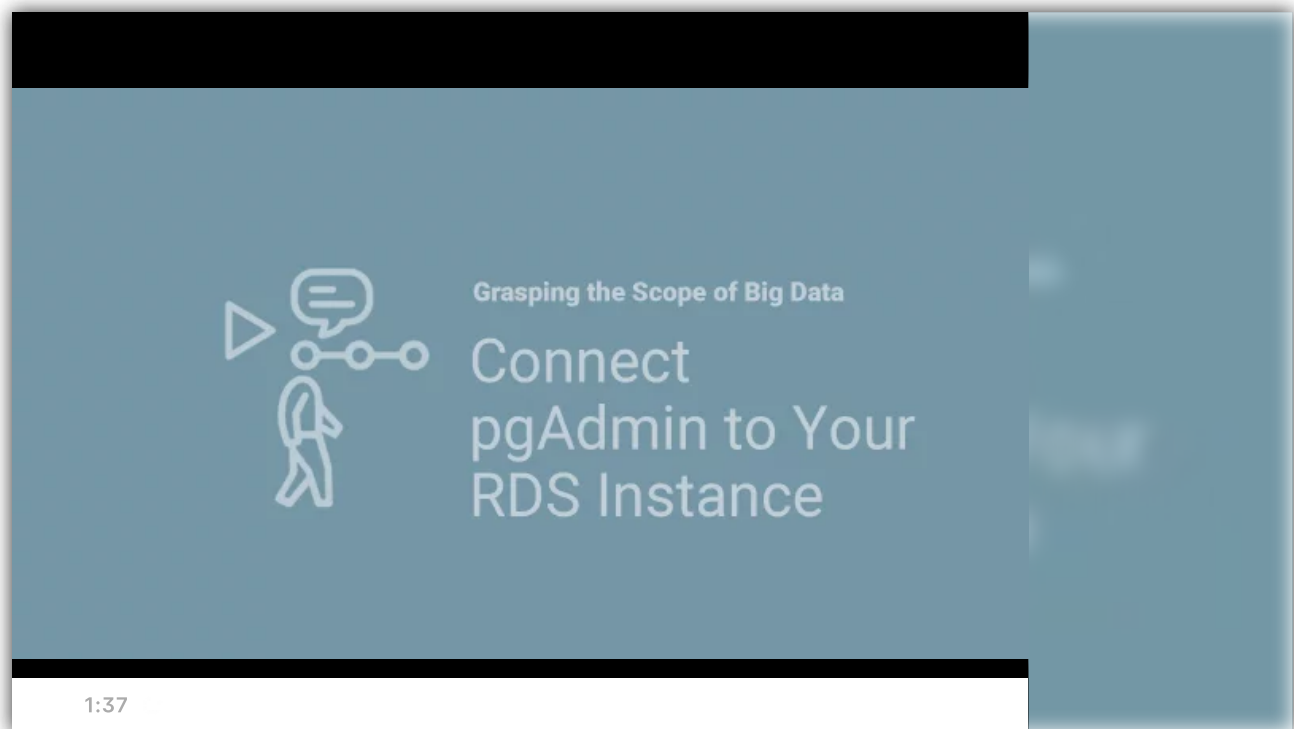 Grasping the Scope of Big Data
Connect
pgAdmin to Your
RDS Instance
1:37